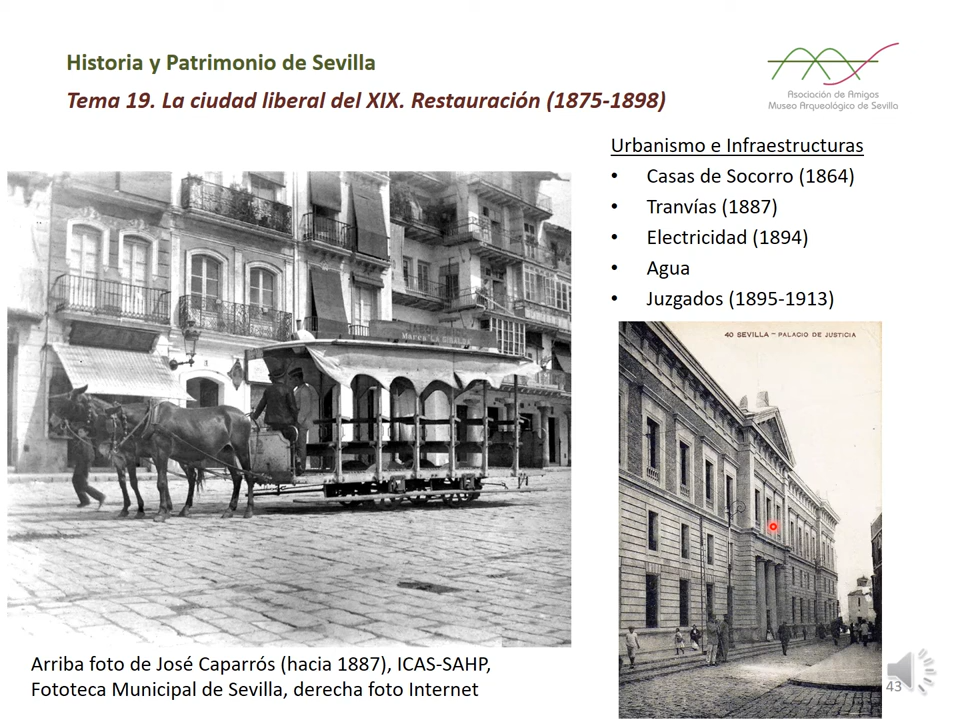 Historia y Patrimonio de Sevilla
Tema 19. La ciudad liberal del XIX. Restauración (1875-1898)
Asociación de Amigos
Museo Arqueológico de Sevilla
Urbanismo e Infraestructuras
• Casas de Socorro (1864)
• Tranvías (1887)
• Electricidad (1894)
• Agua
• Juzgados (1895-1913)
40 SEVILLA - PALACIO DE JUSTICIA
Arriba foto de José Caparrós (hacia 1887), ICAS-SAHP,
Fototeca Municipal de Sevilla, derecha foto Internet
43